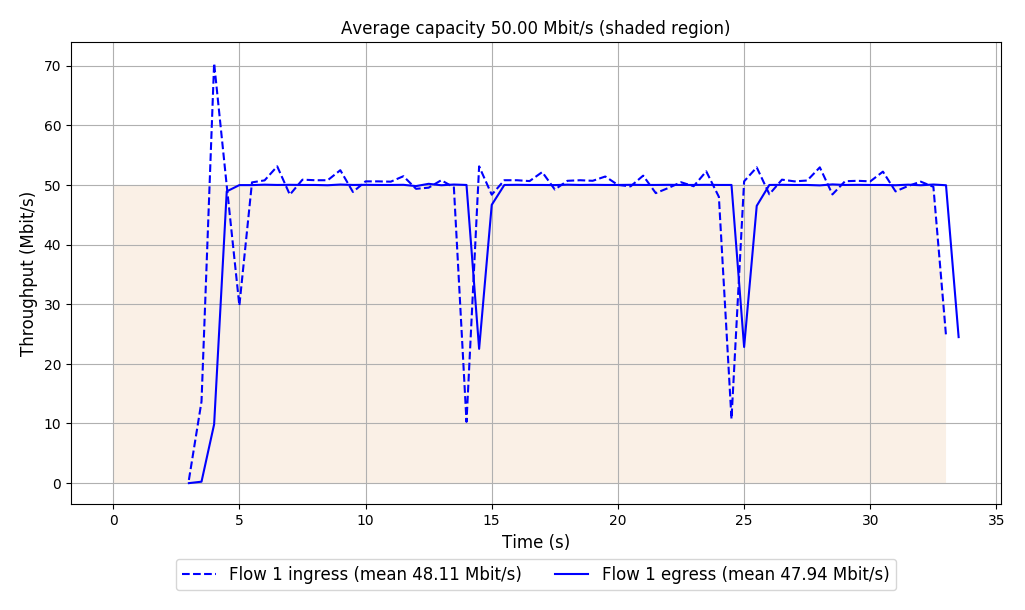 Average capacity 50.00 Mbit/s (shaded region)
Throughput (Mbit/s)
70
60
50
40
30
20
10
0
0 5 10 15 20 25 30 35
Time (s)
Flow 1 ingress (mean 48.11 Mbit/s) Flow 1 egress (mean 47.94 Mbit/s)